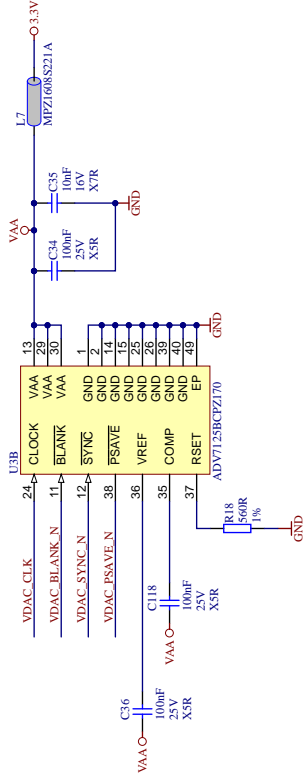 U3B
24
CLOCK
VAA
13
VDAC_CLK
VAA
29
11
BLANK
VAA
30
VDAC_BLANK_N
12
SYNC
GND
1
VDAC_SYNC_N
GND
2
38
PSAVE
GND
14
VDAC_PSAVE_N
GND
15
36
VREF
GND
25
GND
26
35
COMP
GND
39
GND
40
37
RSET
EP
49
ADV7125BCPZ170
GND
VAA
C34
100nF
25V
X5R
C35
10nF
16V
X7R
GND
L7
MPZ1608S221A
3.3V
C36
100nF
25V
X5R
VAA
C118
100nF
25V
X5R
VAA
R18
560R
1%
GND